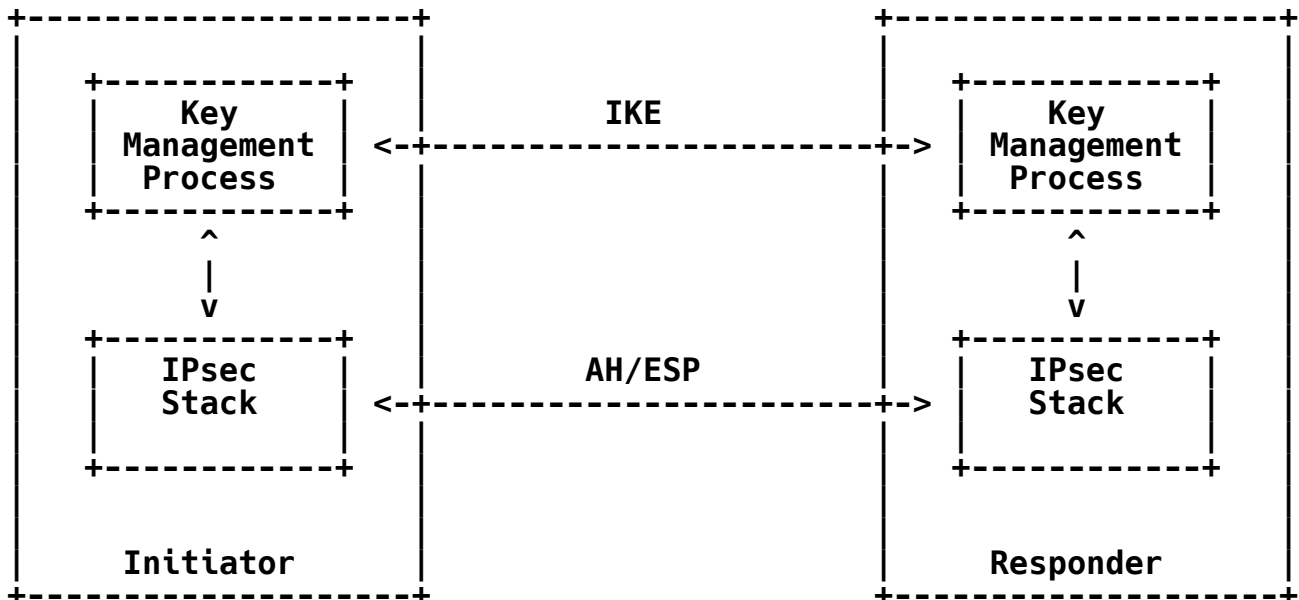 Key Management Process
IKE
Key Management Process
IPsec Stack
AH/ESP
IPsec Stack
Initiator
Responder